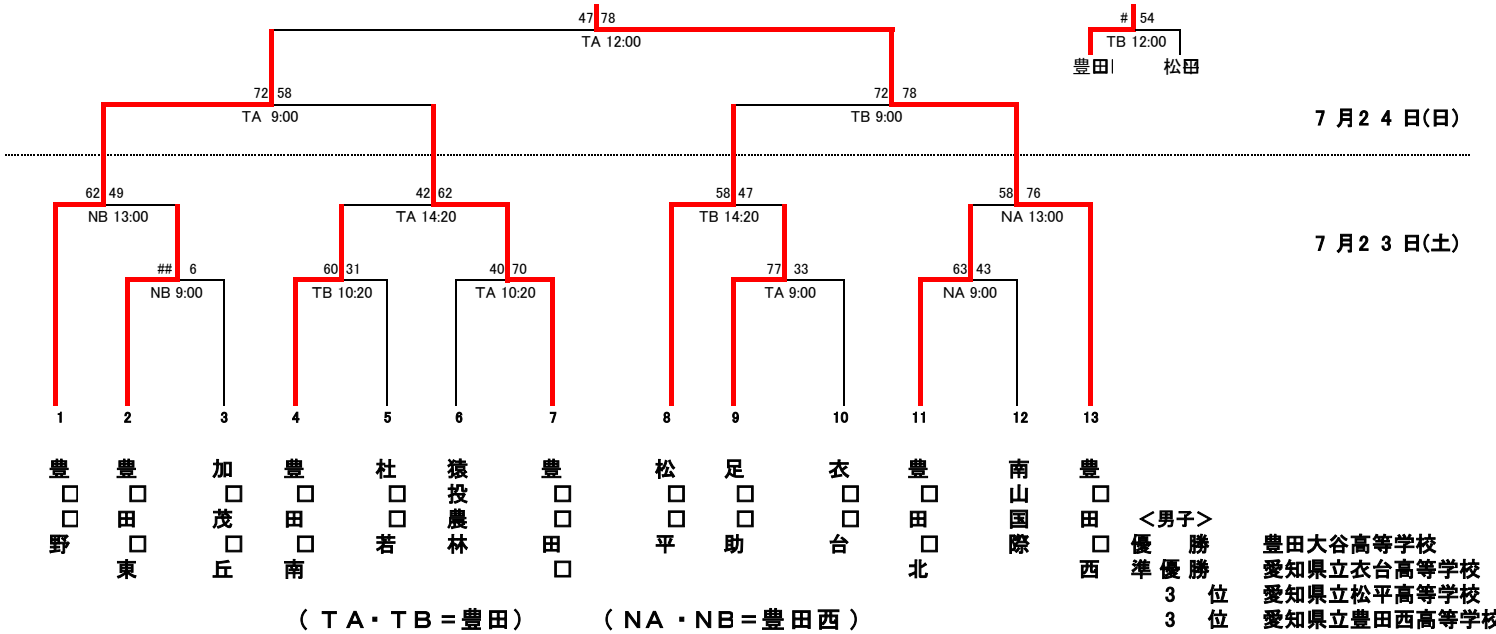 47 78
TA 12:00
# 54
TB 12:00
豊田
松田
72 58
TA 9:00
72 78
TB 9:00
7月24日(日)
62 49
NB 13:00
42 62
TA 14:20
58 47
TB 14:20
58 76
NA 13:00
7月23日(土)
## 6
NB 9:00
60 31
TB 10:20
40 70
TA 10:20
77 33
TA 9:00
63 43
NA 9:00
1 2 3 4 5 6 7 8 9 10 11 12 13
豊□□野
豊□田□東
加□茂□丘
豊□田□南
杜□□若
猿投農林
豊□□田□
松□□平
足□□助
衣□□台
豊□田□北
南山国際
豊□田□西
<男子>
優勝 豊田大谷高等学校
準優勝 愛知県立衣台高等学校
3位 愛知県立松平高等学校
3位 愛知県立豊田西高等学校
(TA・TB=豊田) (NA・NB=豊田西)